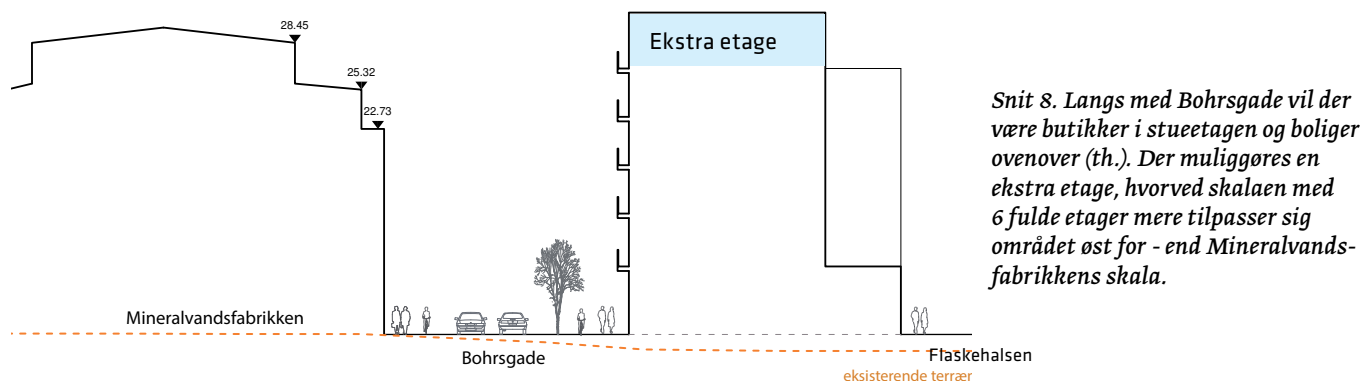 28.45
25.32
22.73
Ekstra etage
Mineralvandsfabrikken
Bohrsgade
Flaskehalsen
eksisterende terræn
Snit 8. Langs med Bohrsgade vil der
være butikker i stueetagen og boliger
ovenover (th.). Der muliggøres en
ekstra etage, hvorved skalaen med
6 fulde etager mere tilpasser sig
området øst for - end Mineralvands-
fabrikkens skala.